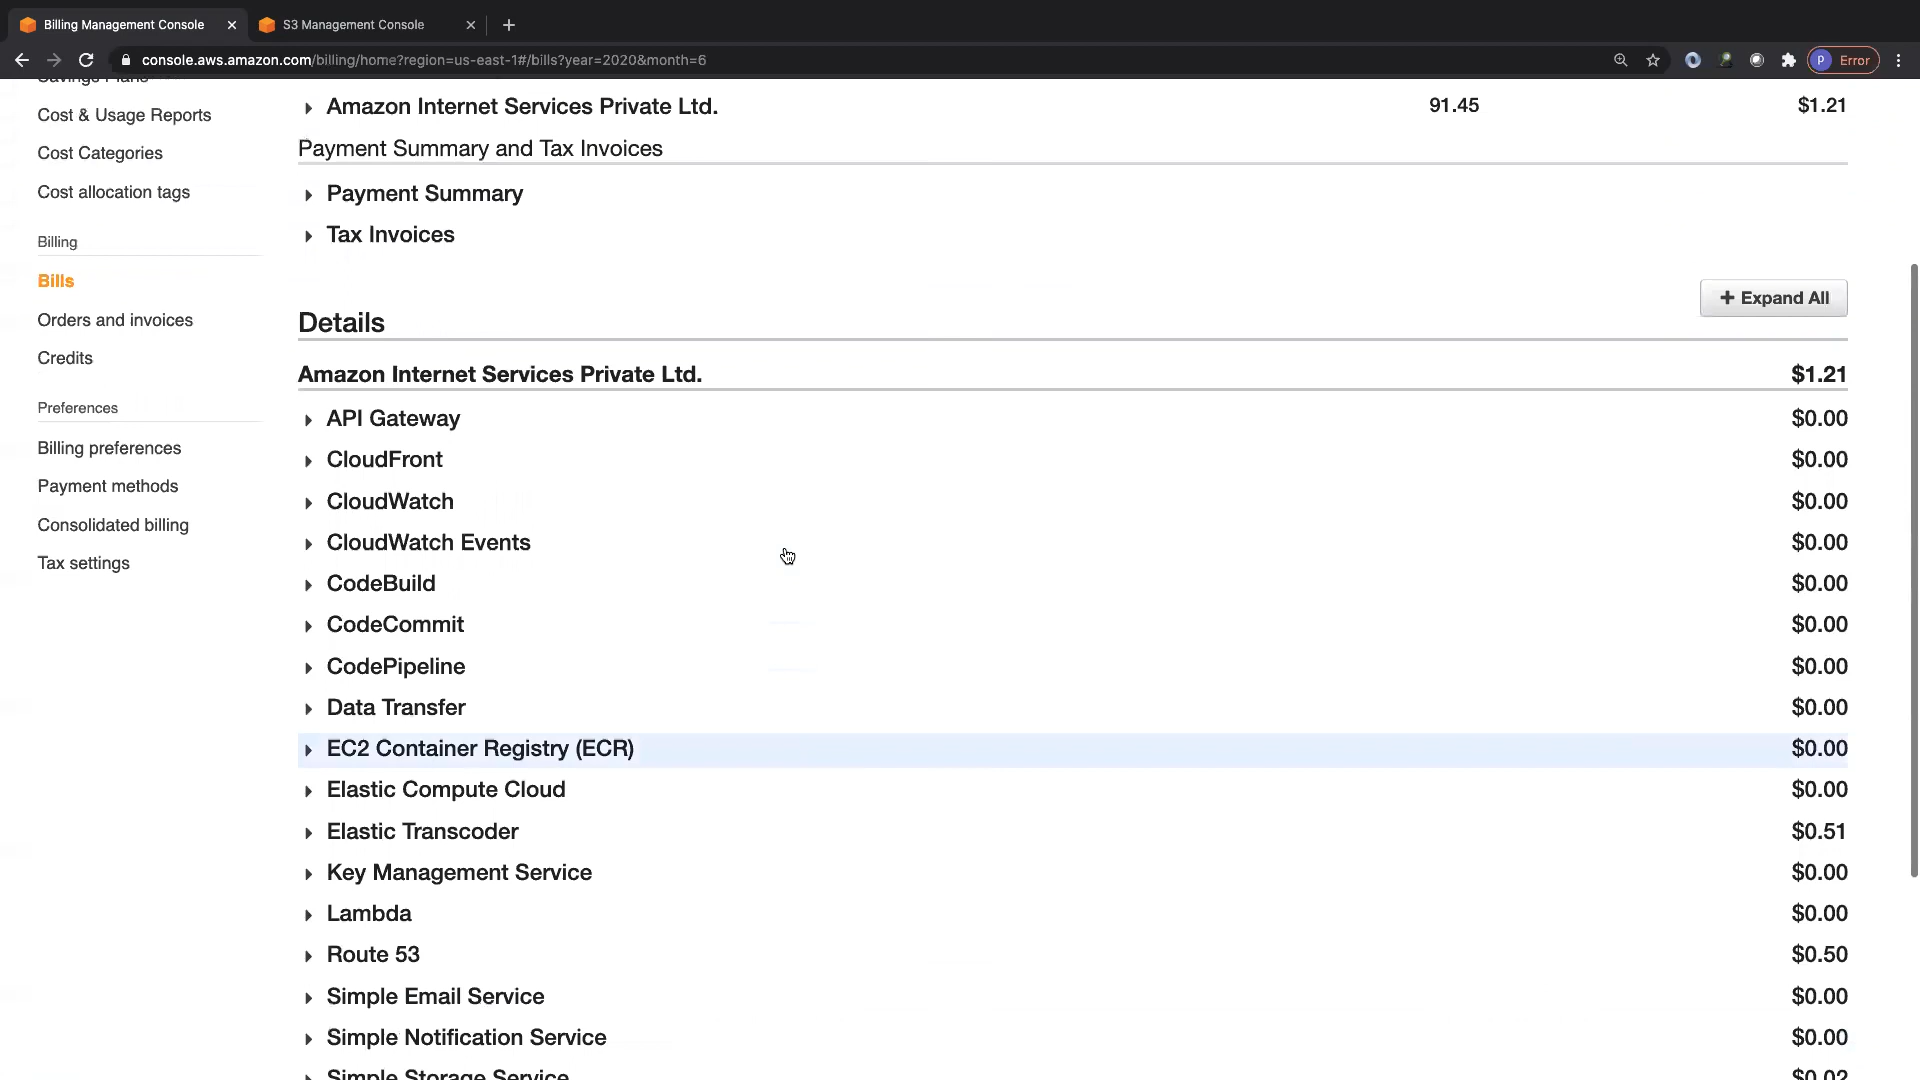 Billing Management Console
S3 Management Console
console.aws.amazon.com/billing/home?region=us-east-1#/bills?year=2020&month=6
P Error
Savings Plans
Cost & Usage Reports
Cost Categories
Cost allocation tags
Billing
Bills
Orders and invoices
Credits
Preferences
Billing preferences
Payment methods
Consolidated billing
Tax settings
Amazon Internet Services Private Ltd. 91.45 $1.21
Payment Summary and Tax Invoices
Payment Summary
Tax Invoices
+ Expand All
Details
Amazon Internet Services Private Ltd. $1.21
API Gateway $0.00
CloudFront $0.00
CloudWatch $0.00
CloudWatch Events $0.00
CodeBuild $0.00
CodeCommit $0.00
CodePipeline $0.00
Data Transfer $0.00
EC2 Container Registry (ECR) $0.00
Elastic Compute Cloud $0.00
Elastic Transcoder $0.51
Key Management Service $0.00
Lambda $0.00
Route 53 $0.50
Simple Email Service $0.00
Simple Notification Service $0.00
Simple Storage Service $0.02